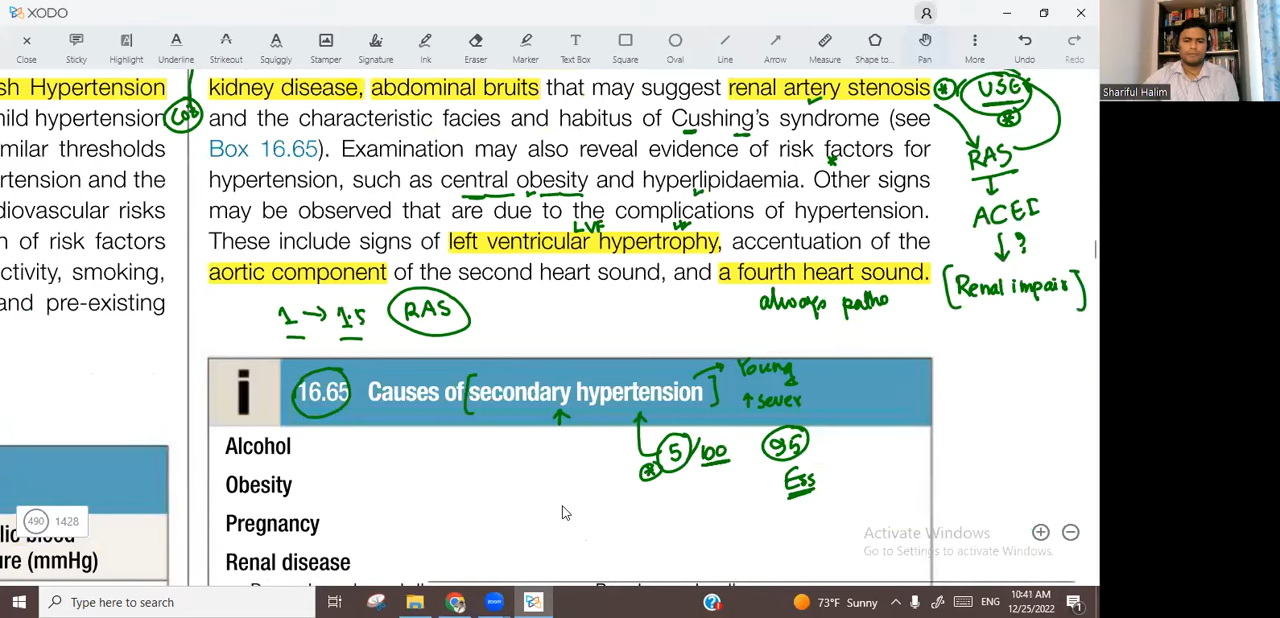 XODO
Close Sticky Highlight Underline Strikeout Squiggly Stamper Signature Ink Eraser Marker Text Box Square Oval Line Arrow Measure Shape to... Pan More Undo Redo
Shariful Halim
sh Hypertension
hild hypertension
milar thresholds
rtension and the
diovascular risks
n of risk factors
ctivity, smoking,
and pre-existing
kidney disease, abdominal bruits that may suggest renal artery stenosis
and the characteristic facies and habitus of Cushing's syndrome (see
Box 16.65). Examination may also reveal evidence of risk factors for
hypertension, such as central obesity and hyperlipidaemia. Other signs
may be observed that are due to the complications of hypertension.
LVF
These include signs of left ventricular hypertrophy, accentuation of the
aortic component of the second heart sound, and a fourth heart sound.
always patho
1 → 1.5 RAS
USE
RAS
ACEI
?
[Renal impair]
i
16.65 Causes of [secondary hypertension]
→ Young
↑ sever
5/100
95
Ess
Alcohol
Obesity
Pregnancy
Renal disease
490 1428
lic blood
ure (mmHg)
Activate Windows
Go to Settings to activate Windows.
Type here to search
73°F Sunny
ENG
10:41 AM
12/25/2022
1